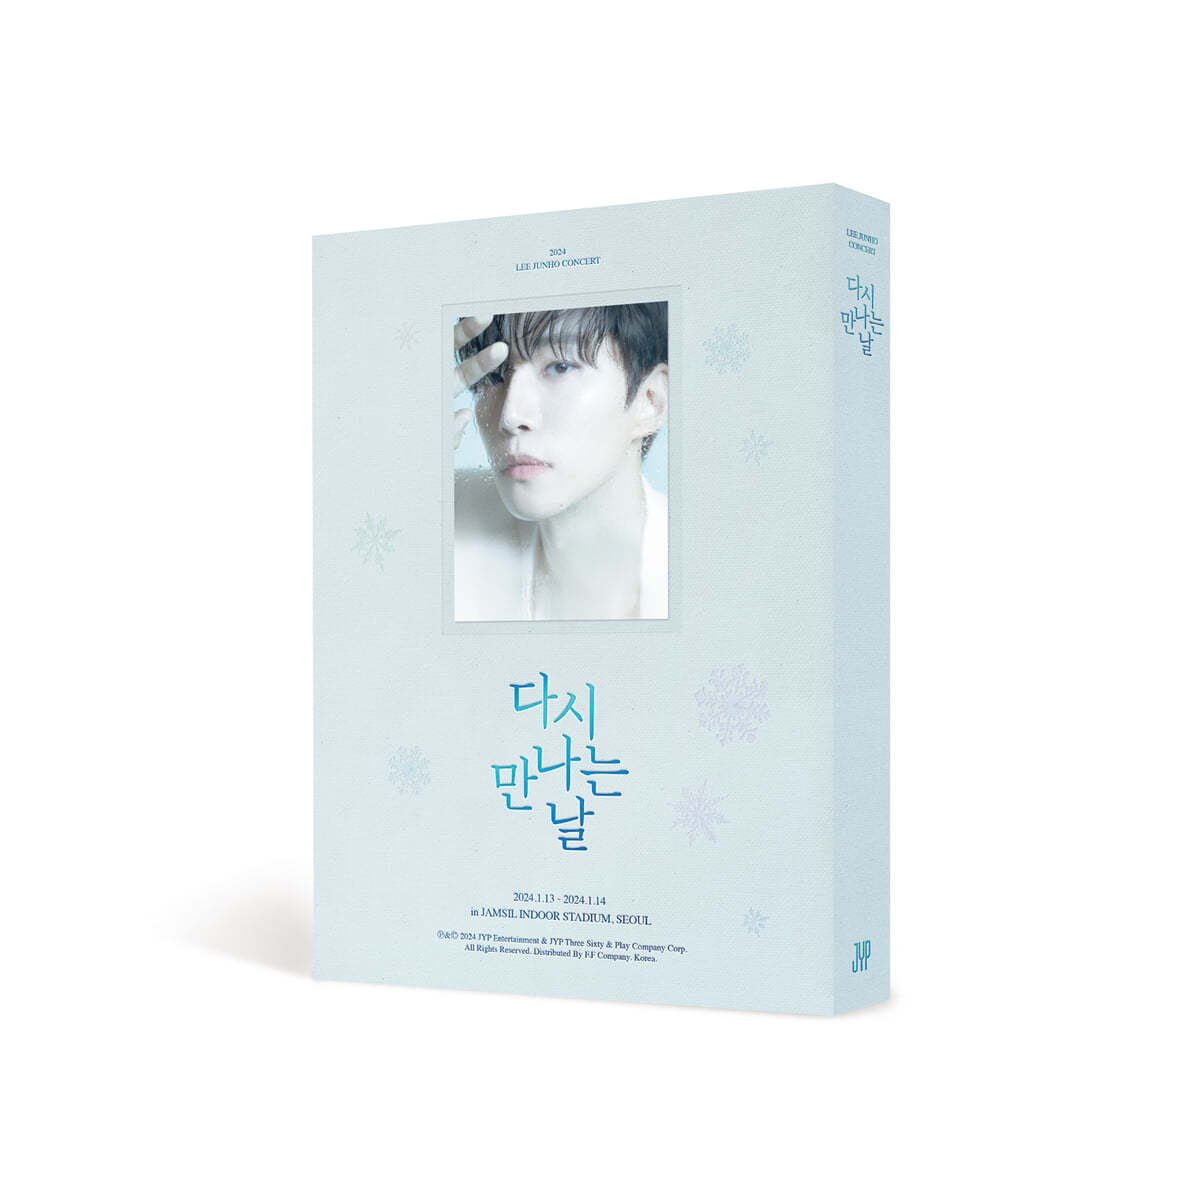 2024
LEE JUNHO CONCERT
다시
만나는
날
2024.1.13 - 2024.1.14
in JAMSIL INDOOR STADIUM, SEOUL
Ⓟ&Ⓒ 2024 JYP Entertainment & JYP Three Sixty & Play Company Corp.
All Rights Reserved. Distributed By F.F Company. Korea.
LEE JUNHO
CONCERT
다시
만나는
날
JYP